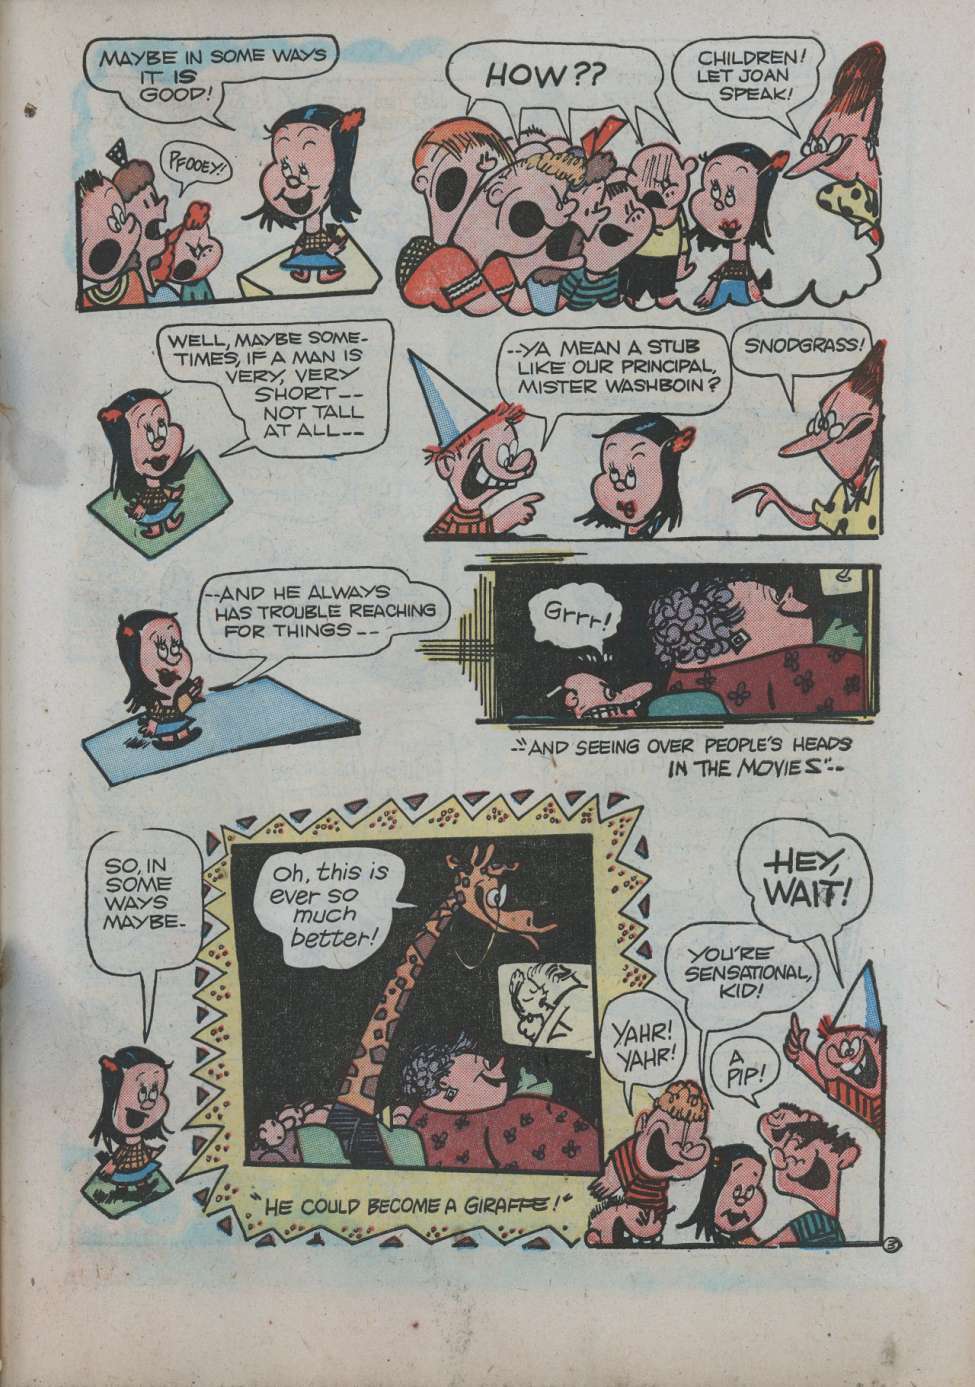 MAYBE IN SOME WAYS
IT IS
GOOD!
PFOOEY!
HOW??
CHILDREN!
LET JOAN
SPEAK!
WELL, MAYBE SOME-
TIMES, IF A MAN IS
VERY, VERY
SHORT--
NOT TALL
AT ALL--
--YA MEAN A STUB
LIKE OUR PRINCIPAL,
MISTER WASHBOIN?
SNODGRASS!
--AND HE ALWAYS
HAS TROUBLE REACHING
FOR THINGS--
Grrr!
--"AND SEEING OVER PEOPLE'S HEADS
IN THE MOVIES"--
SO, IN
SOME
WAYS
MAYBE-
Oh, this is
ever so
much
better!
"HE COULD BECOME A GIRAFFE!"
YAHR!
YAHR!
YOU'RE
SENSATIONAL,
KID!
A
PIP!
HEY,
WAIT!
3